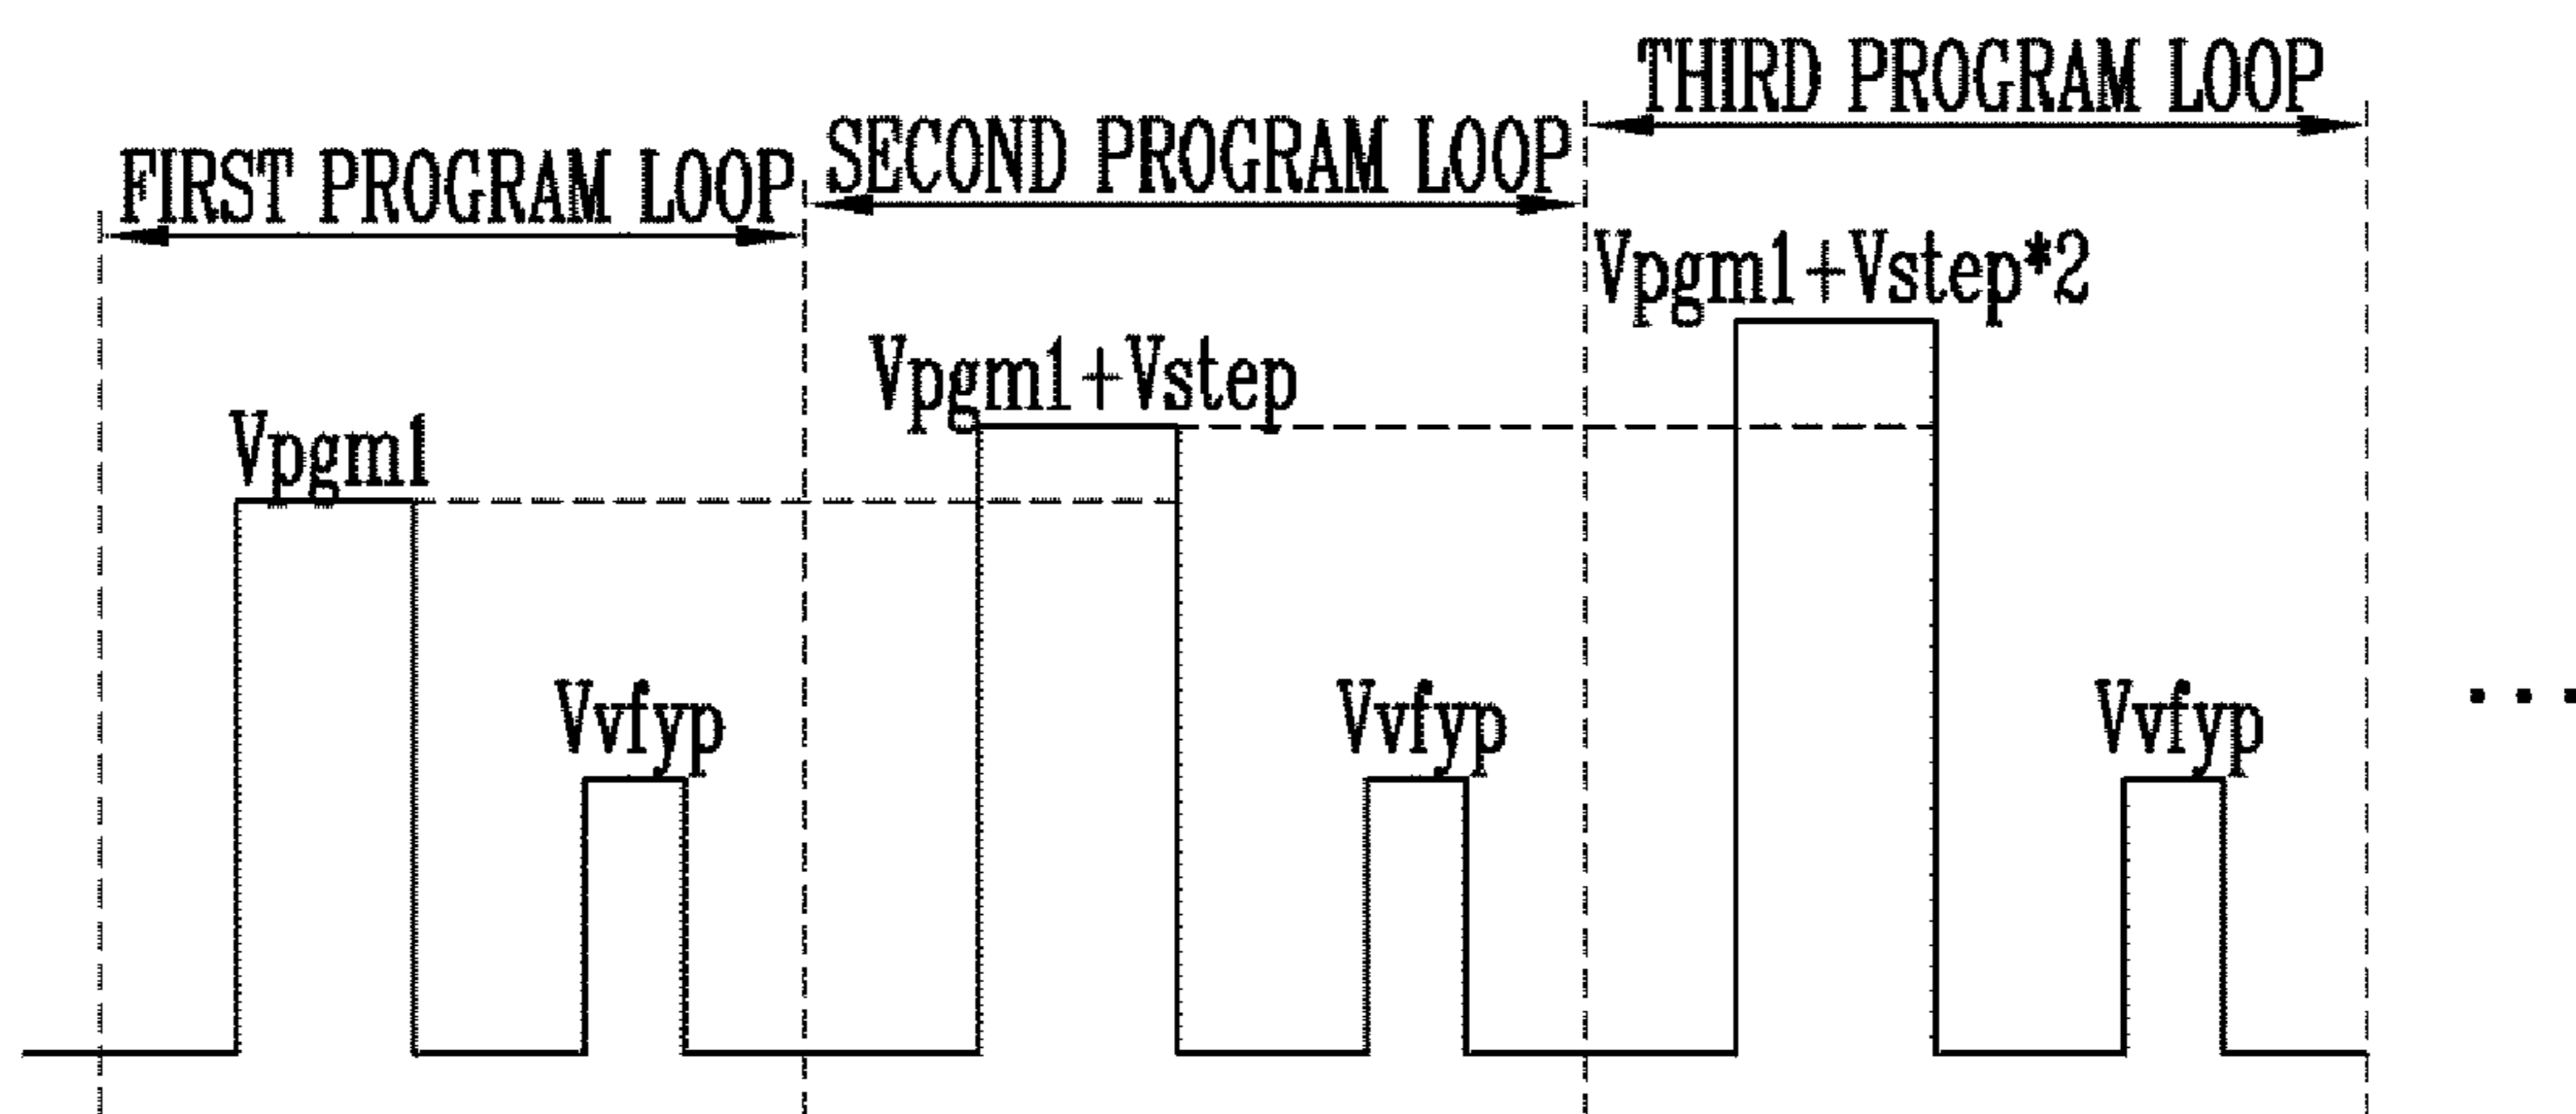 FIRST PROGRAM LOOP
SECOND PROGRAM LOOP
THIRD PROGRAM LOOP
Vpgm1
Vvfyp
Vpgm1+Vstep
Vvfyp
Vpgm1+Vstep*2
Vvfyp
...